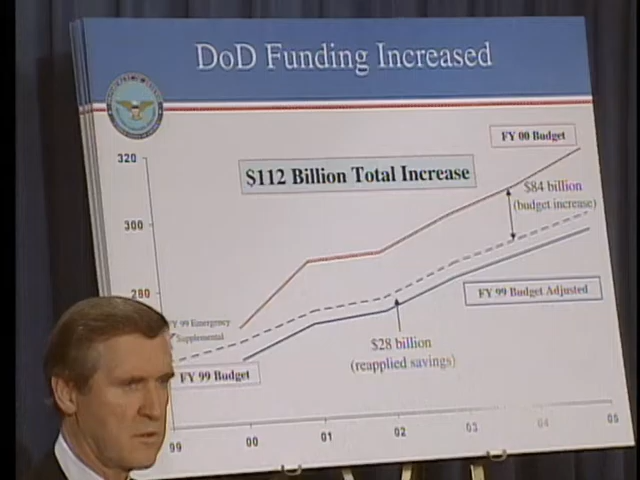 DoD Funding Increased
FY 00 Budget
320
$112 Billion Total Increase
$84 billion
(budget increase)
300
280
FY 99 Budget Adjusted
FY 99 Emergency
Supplemental
$28 billion
(reapplied savings)
FY 99 Budget
99
00
01
02
03
04
05